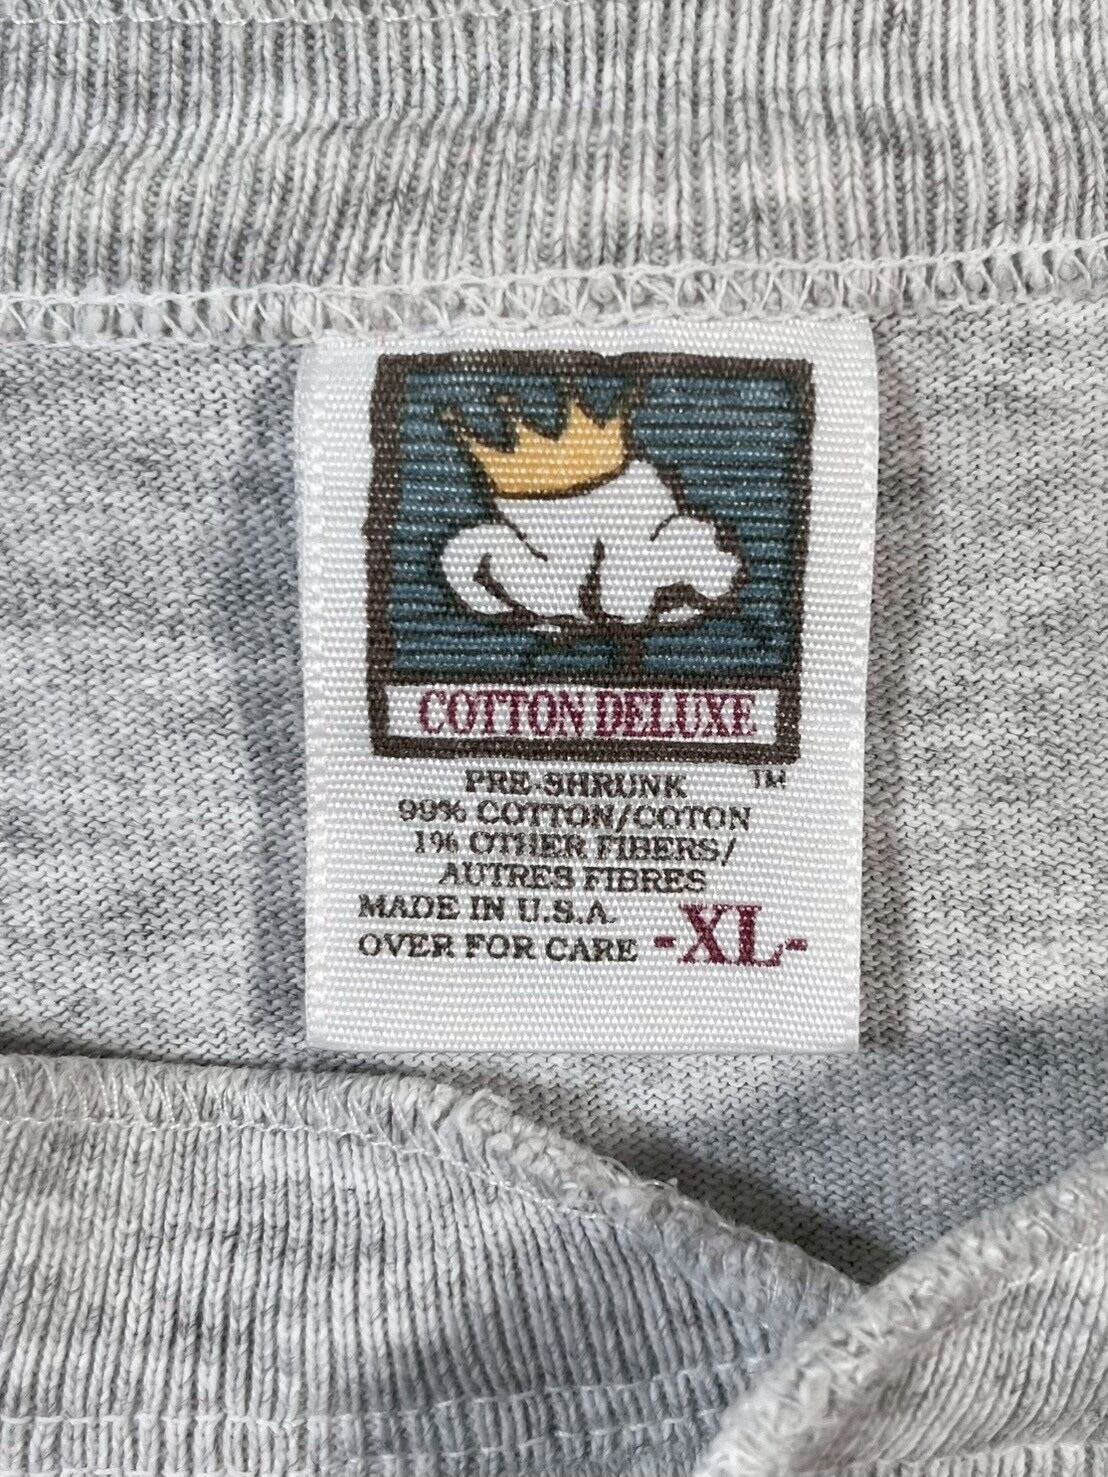 COTTON DELUXE
TM
PRE-SHRUNK
99% COTTON/COTON
1% OTHER FIBERS/
AUTRES FIBRES
MADE IN U.S.A.
OVER FOR CARE -XL-